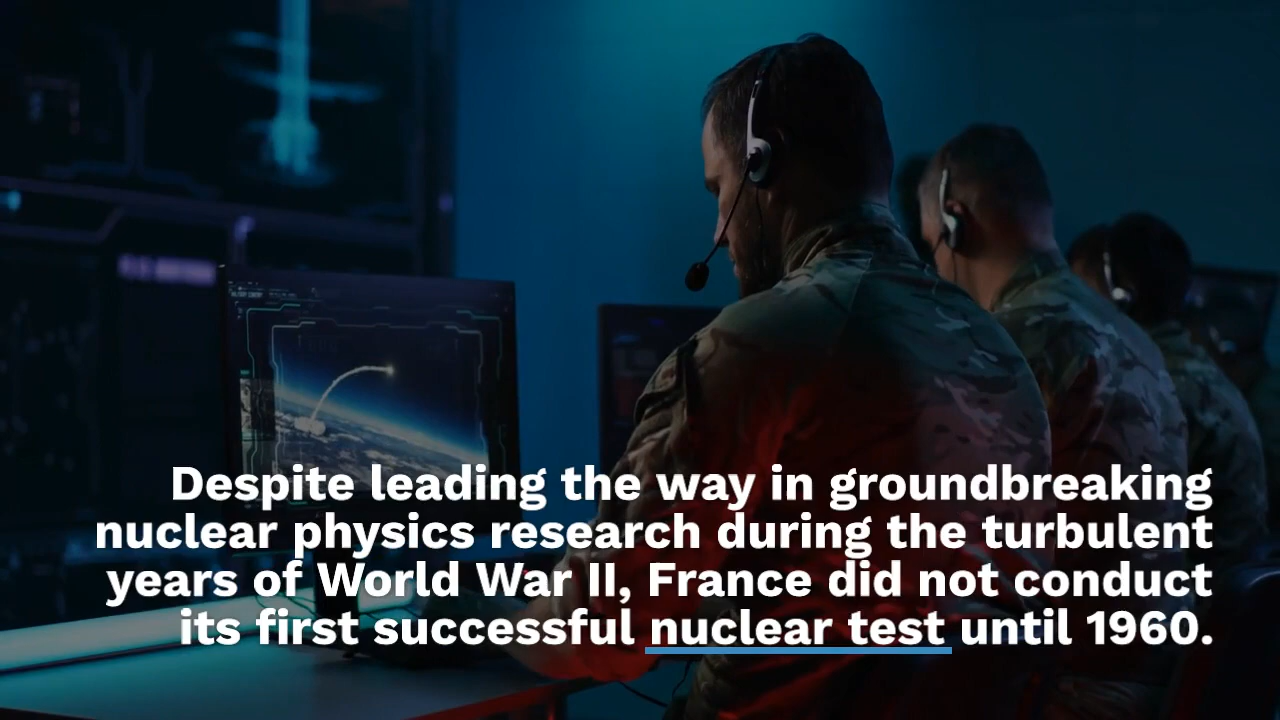 Despite leading the way in groundbreaking
nuclear physics research during the turbulent
years of World War II, France did not conduct
its first successful nuclear test until 1960.